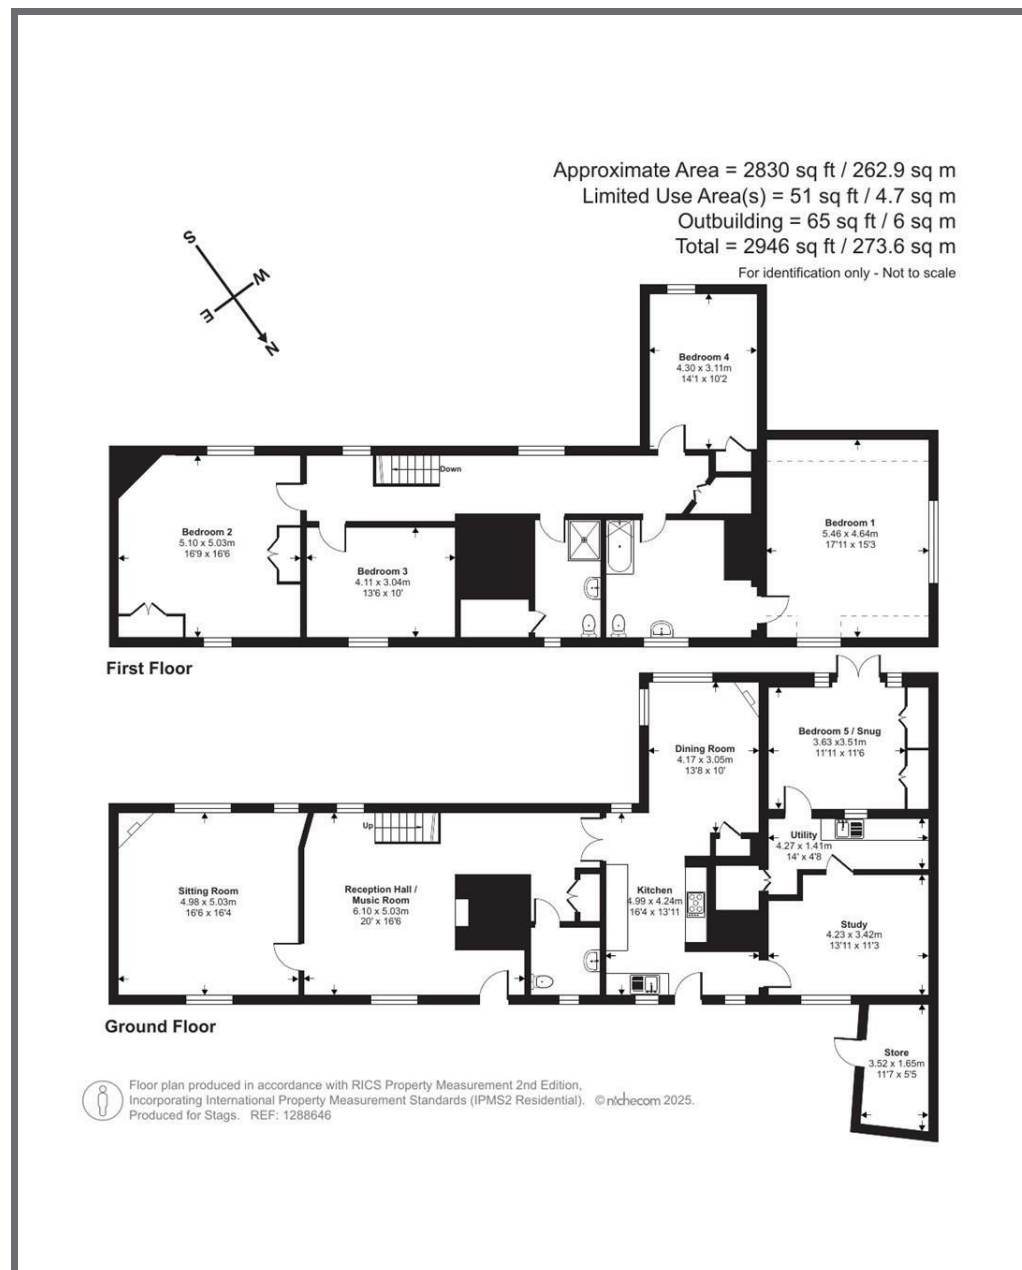 Approximate Area = 2830 sq ft / 262.9 sq m
Limited Use Area(s) = 51 sq ft / 4.7 sq m
Outbuilding = 65 sq ft / 6 sq m
Total = 2946 sq ft / 273.6 sq m
For identification only - Not to scale
S
W
E
N
Bedroom 4
4.30 x 3.11m
14'1 x 10'2
Down
Bedroom 2
5.10 x 5.03m
16'9 x 16'6
Bedroom 3
4.11 x 3.04m
13'6 x 10'
Bedroom 1
5.46 x 4.64m
17'11 x 15'3
First Floor
Dining Room
4.17 x 3.05m
13'8 x 10'
Bedroom 5 / Snug
3.63 x3.51m
11'11 x 11'6
Up
Utility
4.27 x 1.41m
14' x 4'8
Sitting Room
4.98 x 5.03m
16'6 x 16'4
Reception Hall /
Music Room
6.10 x 5.03m
20' x 16'6
Kitchen
4.99 x 4.24m
16'4 x 13'11
Study
4.23 x 3.42m
13'11 x 11'3
Ground Floor
Store
3.52 x 1.65m
11'7 x 5'5
Floor plan produced in accordance with RICS Property Measurement 2nd Edition,
Incorporating International Property Measurement Standards (IPMS2 Residential). © nichecom 2025.
Produced for Stags. REF: 1288646